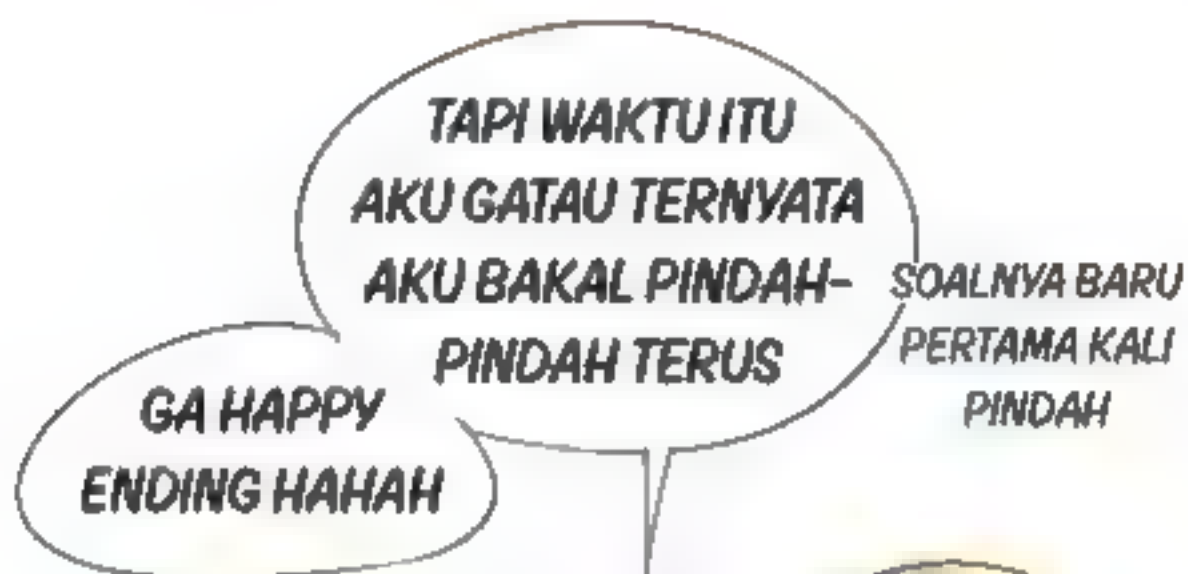 TAPI WAKTU ITU
AKU GATAU TERNYATA
AKU BAKAL PINDAH-
PINDAH TERUS
SOALNYA BARU
PERTAMA KALI
PINDAH
GA HAPPY
ENDING HAHAH